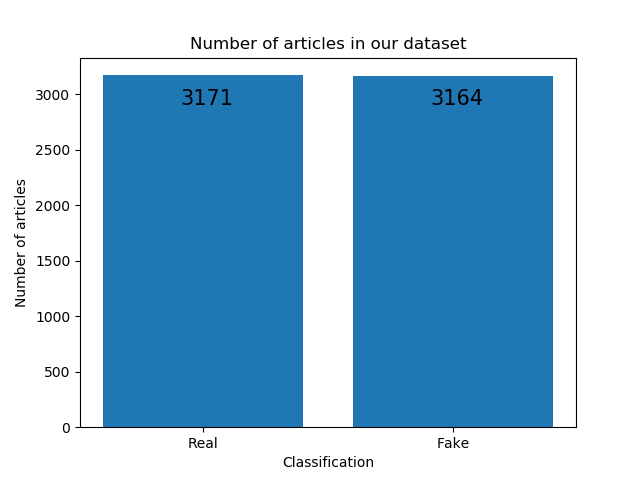 Number of articles in our dataset
3000
2500
2000
1500
1000
500
0
Number of articles
3171
3164
Real
Fake
Classification